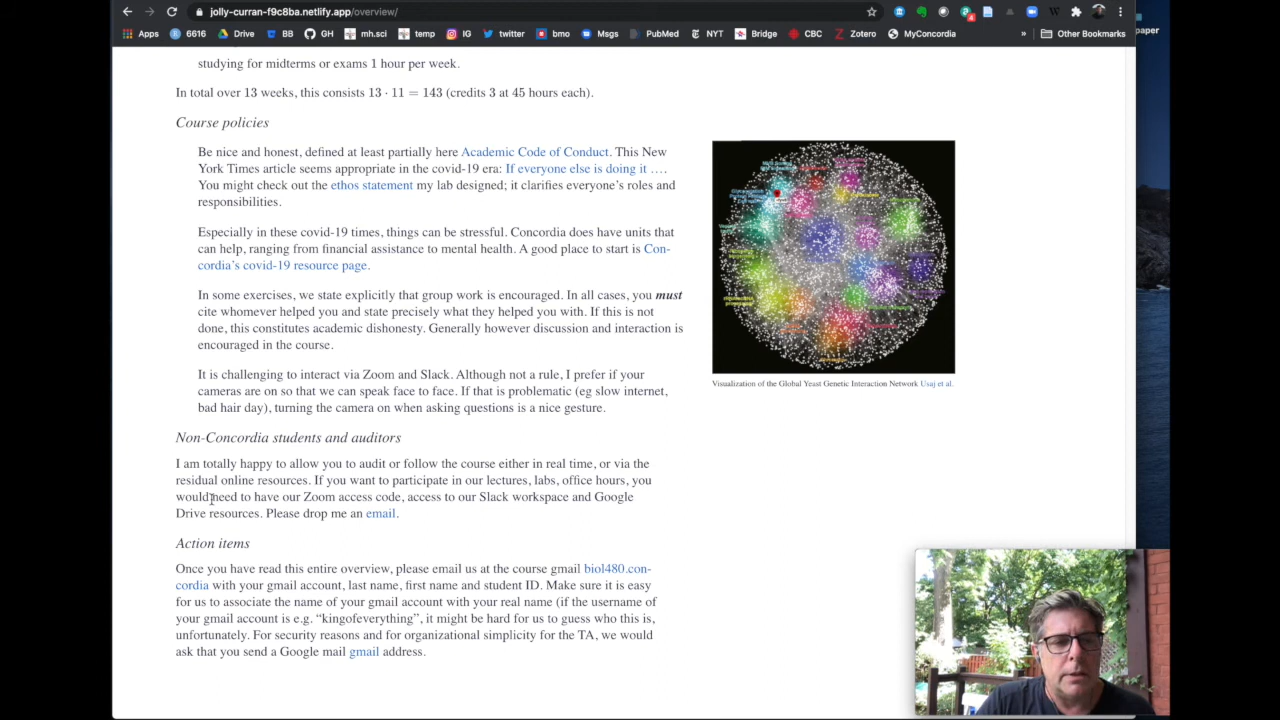 jolly-curran-f9c8ba.netlify.app/overview/
Apps 6616 Drive BB GH mh.sci temp IG twitter bmo Msgs PubMed NYT Bridge CBC Zotero MyConcordia » Other Bookmarks
paper
studying for midterms or exams 1 hour per week.
In total over 13 weeks, this consists 13 · 11 = 143 (credits 3 at 45 hours each).
Course policies
Be nice and honest, defined at least partially here Academic Code of Conduct. This New
York Times article seems appropriate in the covid-19 era: If everyone else is doing it ….
You might check out the ethos statement my lab designed; it clarifies everyone's roles and
responsibilities.
Especially in these covid-19 times, things can be stressful. Concordia does have units that
can help, ranging from financial assistance to mental health. A good place to start is Con-
cordia's covid-19 resource page.
In some exercises, we state explicitly that group work is encouraged. In all cases, you must
cite whomever helped you and state precisely what they helped you with. If this is not
done, this constitutes academic dishonesty. Generally however discussion and interaction is
encouraged in the course.
It is challenging to interact via Zoom and Slack. Although not a rule, I prefer if your
cameras are on so that we can speak face to face. If that is problematic (eg slow internet,
bad hair day), turning the camera on when asking questions is a nice gesture.
Visualization of the Global Yeast Genetic Interaction Network Usaj et al.
Non-Concordia students and auditors
I am totally happy to allow you to audit or follow the course either in real time, or via the
residual online resources. If you want to participate in our lectures, labs, office hours, you
would need to have our Zoom access code, access to our Slack workspace and Google
Drive resources. Please drop me an email.
Action items
Once you have read this entire overview, please email us at the course gmail biol480.con-
cordia with your gmail account, last name, first name and student ID. Make sure it is easy
for us to associate the name of your gmail account with your real name (if the username of
your gmail account is e.g. “kingofeverything”, it might be hard for us to guess who this is,
unfortunately. For security reasons and for organizational simplicity for the TA, we would
ask that you send a Google mail gmail address.